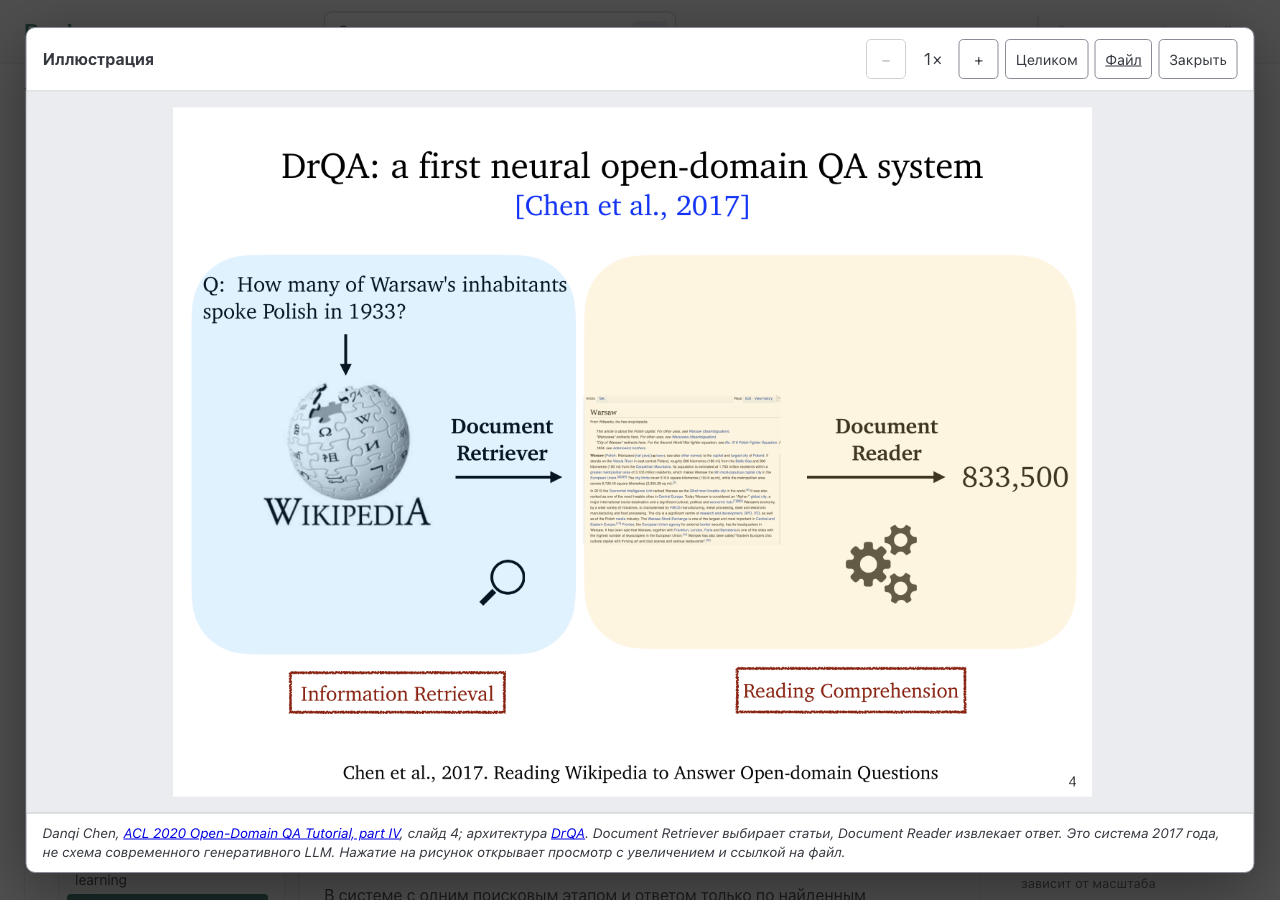 Иллюстрация
−
1×
+
Целиком
Файл
Закрыть
DrQA: a first neural open-domain QA system
[Chen et al., 2017]
Q: How many of Warsaw's inhabitants
spoke Polish in 1933?
WIKIPEDIA
Document
Retriever
Warsaw
Document
Reader
833,500
Information Retrieval
Reading Comprehension
Chen et al., 2017. Reading Wikipedia to Answer Open-domain Questions
4
Danqi Chen, ACL 2020 Open-Domain QA Tutorial, part IV, слайд 4; архитектура DrQA. Document Retriever выбирает статьи, Document Reader извлекает ответ. Это система 2017 года,
не схема современного генеративного LLM. Нажатие на рисунок открывает просмотр с увеличением и ссылкой на файл.
learning
В системе с одним поисковым этапом и ответом только по найденным
зависит от масштаба